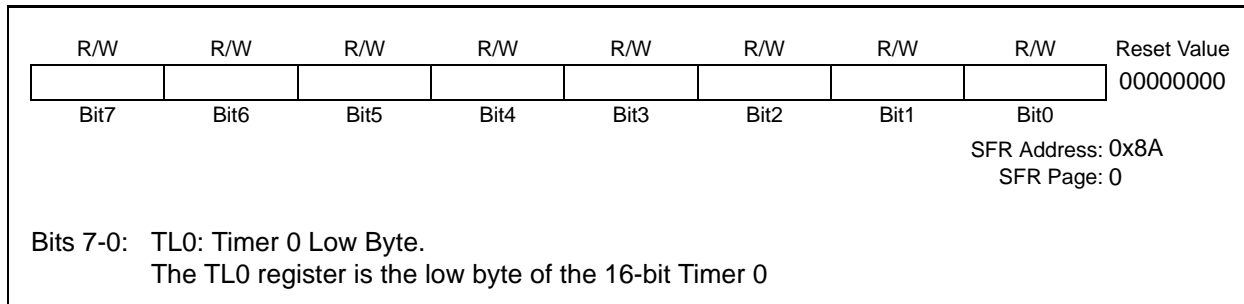 R/W R/W R/W R/W R/W R/W R/W R/W Reset Value
00000000
Bit7 Bit6 Bit5 Bit4 Bit3 Bit2 Bit1 Bit0
SFR Address: 0x8A
SFR Page: 0
Bits 7-0: TL0: Timer 0 Low Byte.
The TL0 register is the low byte of the 16-bit Timer 0